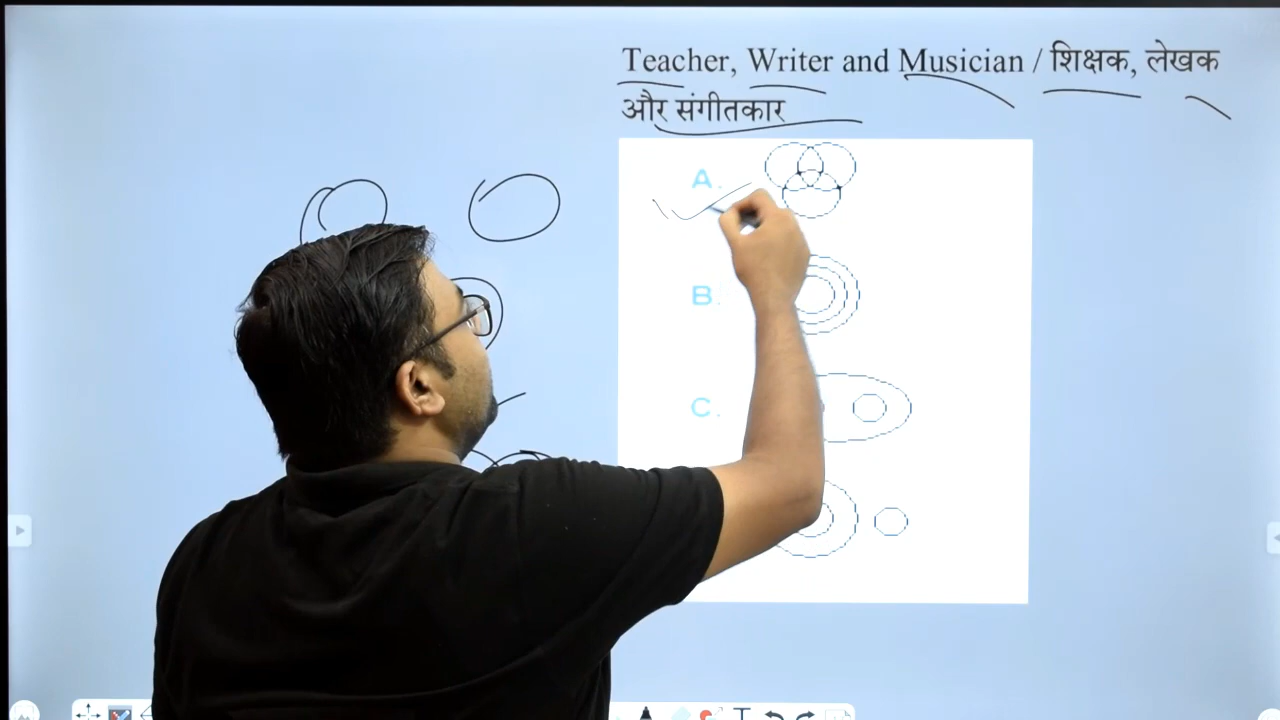 Teacher, Writer and Musician / शिक्षक, लेखक
और संगीतकार
A.
B.
C.